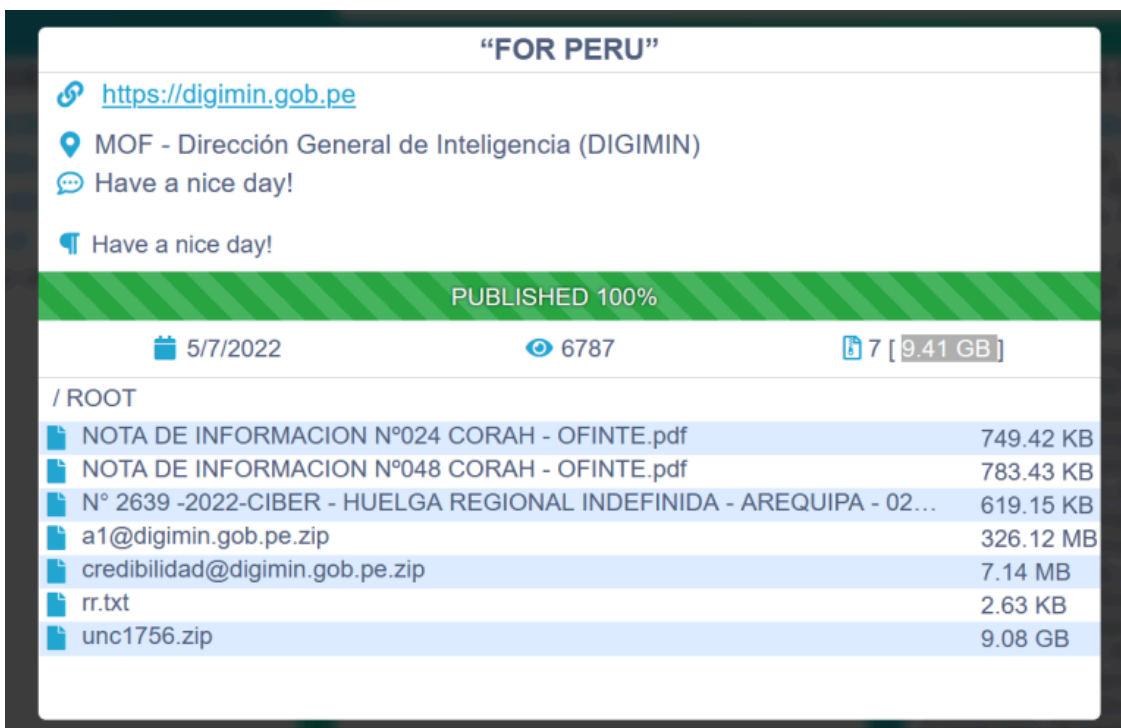 “FOR PERU”
https://digimin.gob.pe
MOF - Dirección General de Inteligencia (DIGIMIN)
Have a nice day!
Have a nice day!
PUBLISHED 100%
5/7/2022 6787 7 [ 9.41 GB ]
/ ROOT
NOTA DE INFORMACION Nº024 CORAH - OFINTE.pdf 749.42 KB
NOTA DE INFORMACION Nº048 CORAH - OFINTE.pdf 783.43 KB
N° 2639 -2022-CIBER - HUELGA REGIONAL INDEFINIDA - AREQUIPA - 02... 619.15 KB
a1@digimin.gob.pe.zip 326.12 MB
credibilidad@digimin.gob.pe.zip 7.14 MB
rr.txt 2.63 KB
unc1756.zip 9.08 GB